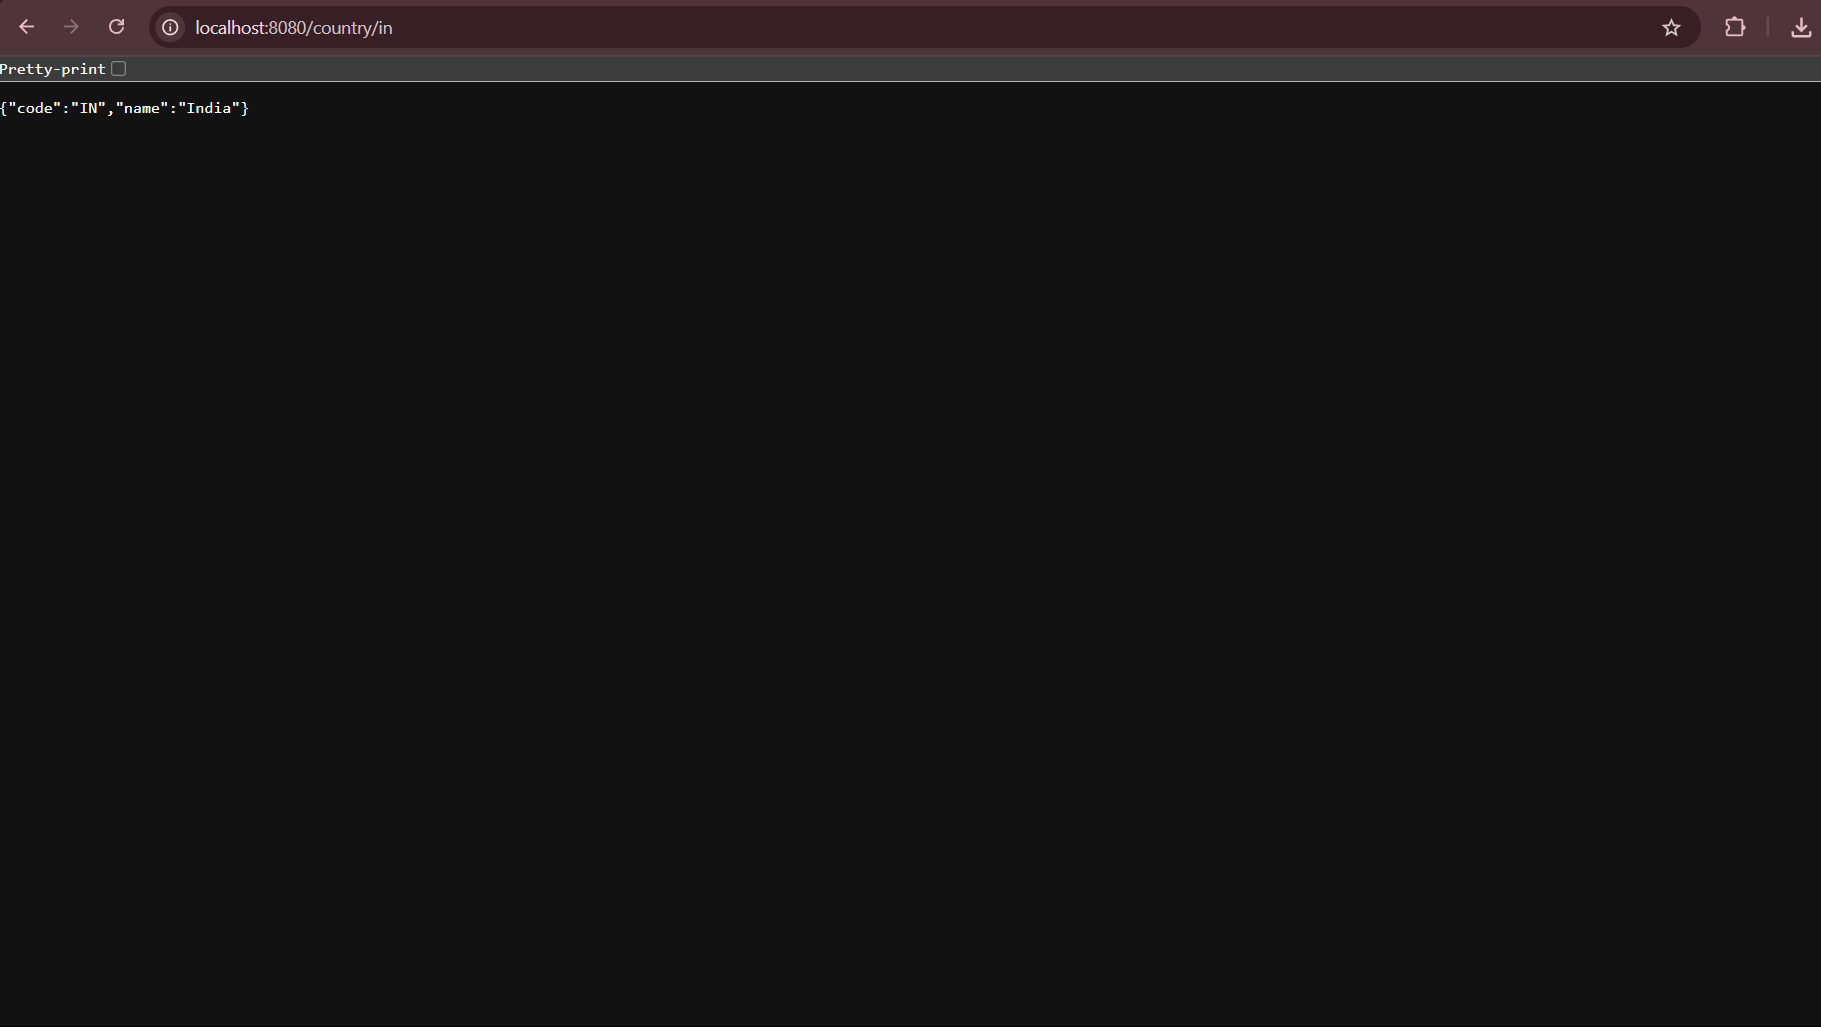 localhost:8080/country/in
Pretty-print
{"code":"IN","name":"India"}